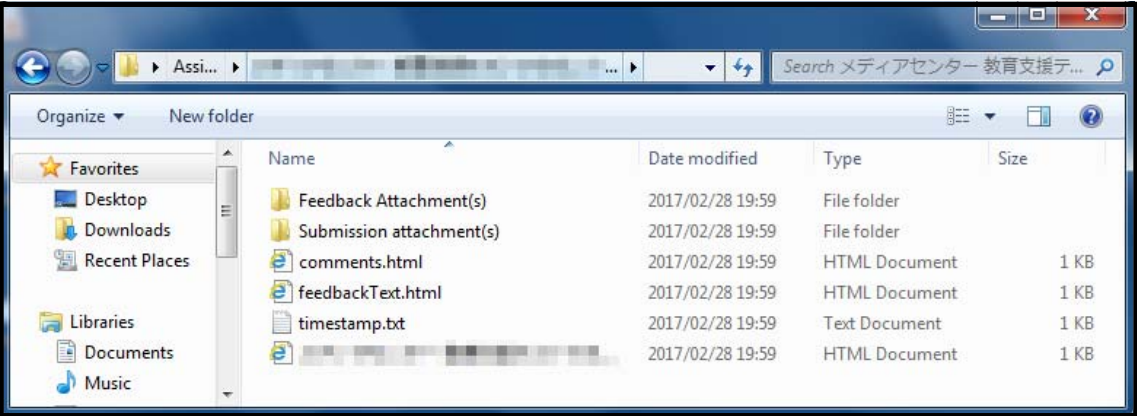 Assi... ...
Search メディアセンター 教育支援テ...
Organize New folder
Name Date modified Type Size
Favorites
Desktop
Downloads
Recent Places
Libraries
Documents
Music
Feedback Attachment(s) 2017/02/28 19:59 File folder
Submission attachment(s) 2017/02/28 19:59 File folder
comments.html 2017/02/28 19:59 HTML Document 1 KB
feedbackText.html 2017/02/28 19:59 HTML Document 1 KB
timestamp.txt 2017/02/28 19:59 Text Document 1 KB
2017/02/28 19:59 HTML Document 1 KB